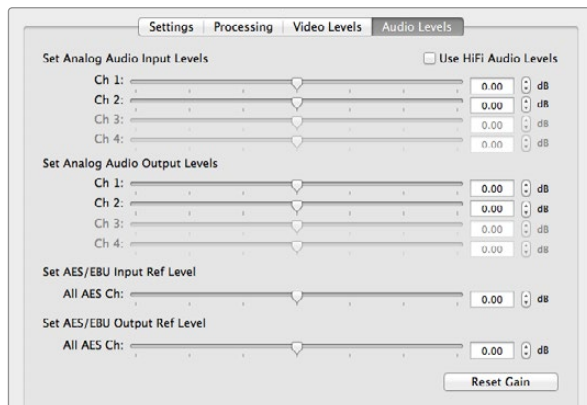 Settings Processing Video Levels Audio Levels
Set Analog Audio Input Levels Use HiFi Audio Levels
Ch 1: 0.00 dB
Ch 2: 0.00 dB
Ch 3: 0.00 dB
Ch 4: 0.00 dB
Set Analog Audio Output Levels
Ch 1: 0.00 dB
Ch 2: 0.00 dB
Ch 3: 0.00 dB
Ch 4: 0.00 dB
Set AES/EBU Input Ref Level
All AES Ch: 0.00 dB
Set AES/EBU Output Ref Level
All AES Ch: 0.00 dB
Reset Gain